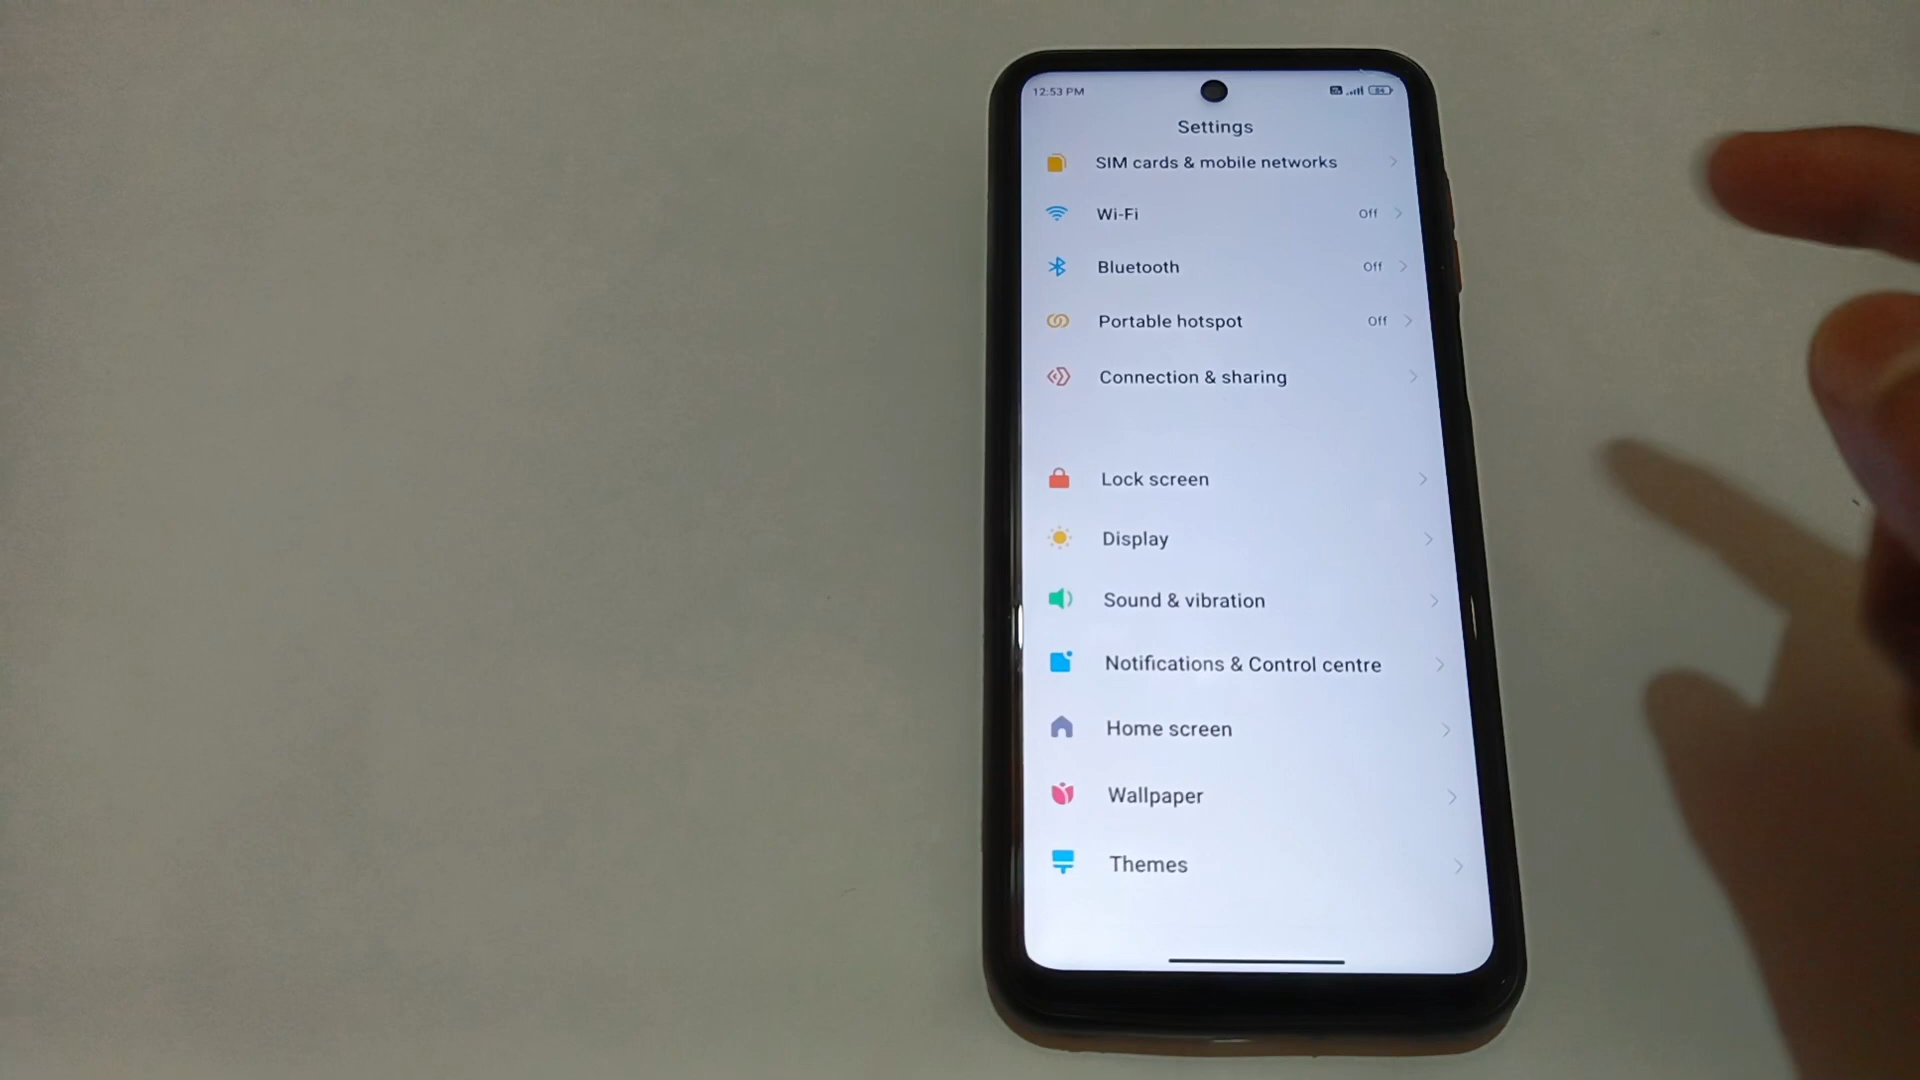 12:53 PM
Settings
SIM cards & mobile networks
Wi-Fi Off
Bluetooth Off
Portable hotspot Off
Connection & sharing
Lock screen
Display
Sound & vibration
Notifications & Control centre
Home screen
Wallpaper
Themes